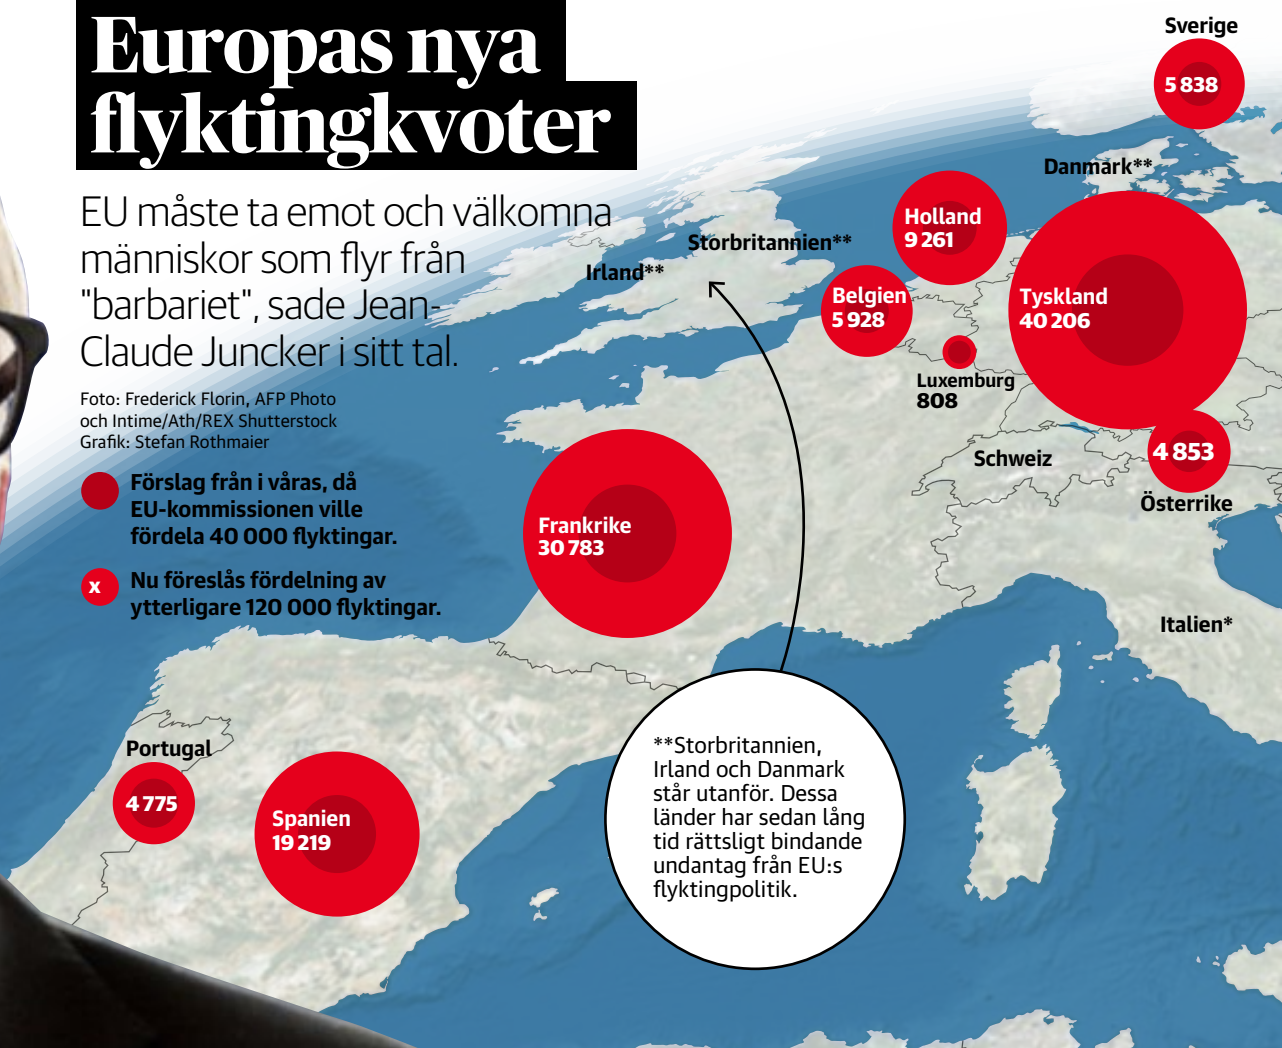 Europas nya
flyktingkvoter
EU måste ta emot och välkomna
människor som flyr från
"barbariet", sade Jean-
Claude Juncker i sitt tal.
Foto: Frederick Florin, AFP Photo
och Intime/Ath/REX Shutterstock
Grafik: Stefan Rothmaier
Förslag från i våras, då
EU-kommissionen ville
fördela 40 000 flyktingar.
x Nu föreslås fördelning av
ytterligare 120 000 flyktingar.
Sverige
5 838
Danmark**
Holland
9 261
Storbritannien**
Irland**
Belgien
5 928
Tyskland
40 206
Luxemburg
808
Schweiz
4 853
Österrike
Frankrike
30 783
Italien*
Portugal
4 775
Spanien
19 219
**Storbritannien,
Irland och Danmark
står utanför. Dessa
länder har sedan lång
tid rättsligt bindande
undantag från EU:s
flyktingpolitik.